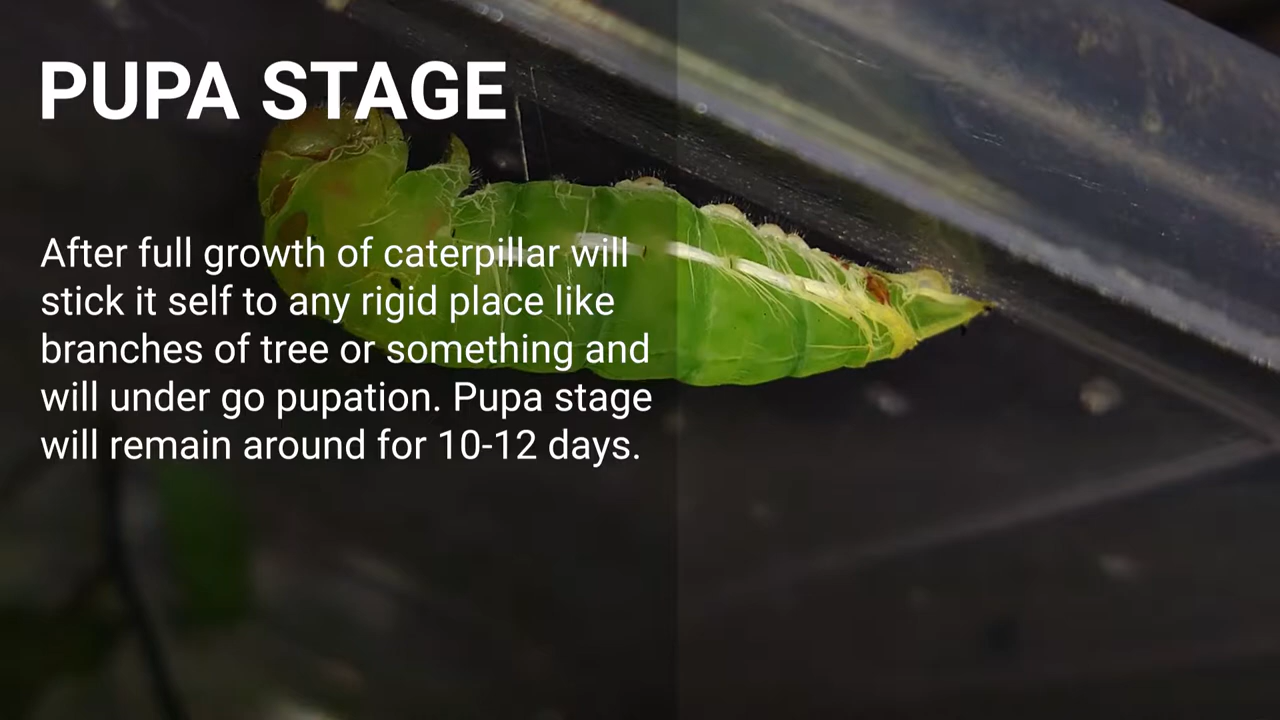 PUPA STAGE
After full growth of caterpillar will
stick it self to any rigid place like
branches of tree or something and
will under go pupation. Pupa stage
will remain around for 10-12 days.